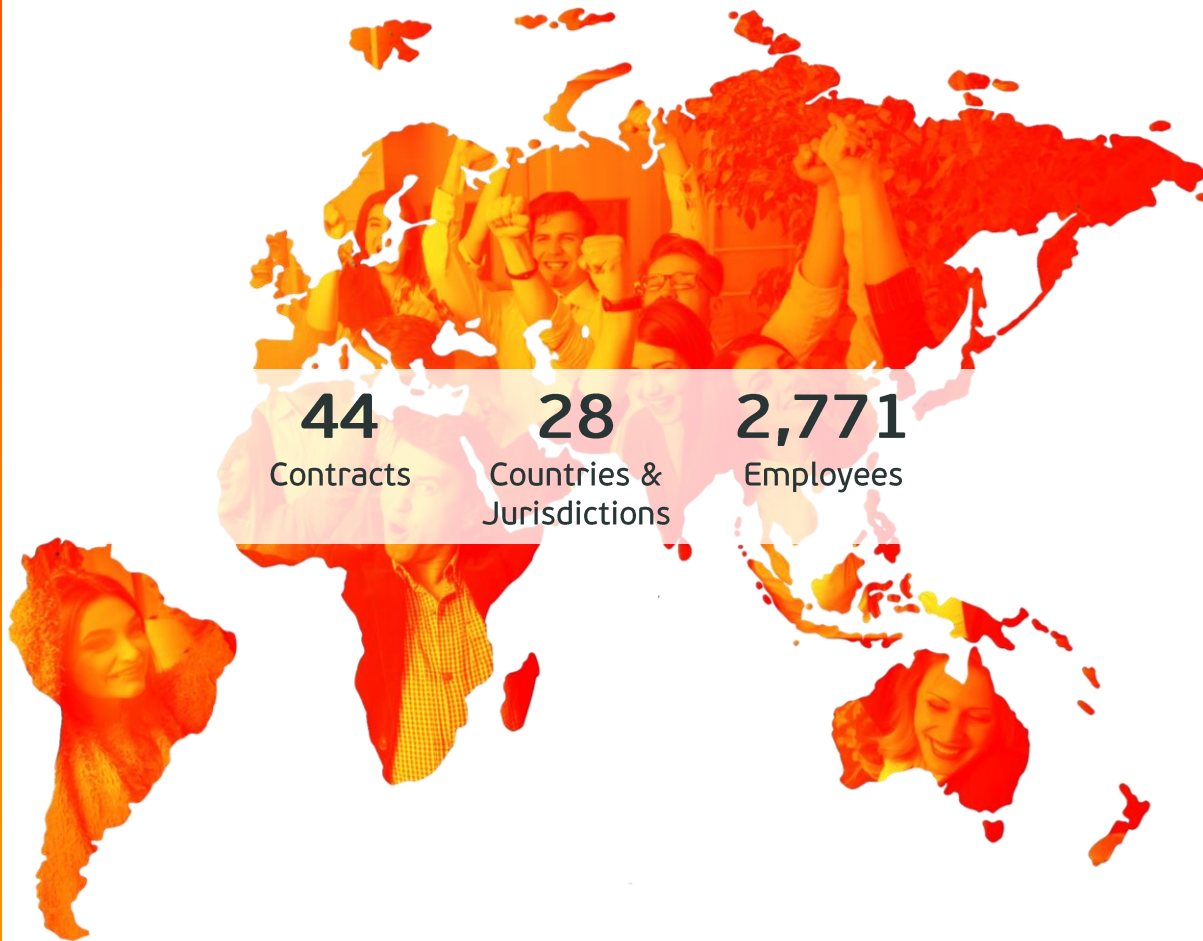 44
Contracts
28
Countries &
Jurisdictions
2,771
Employees